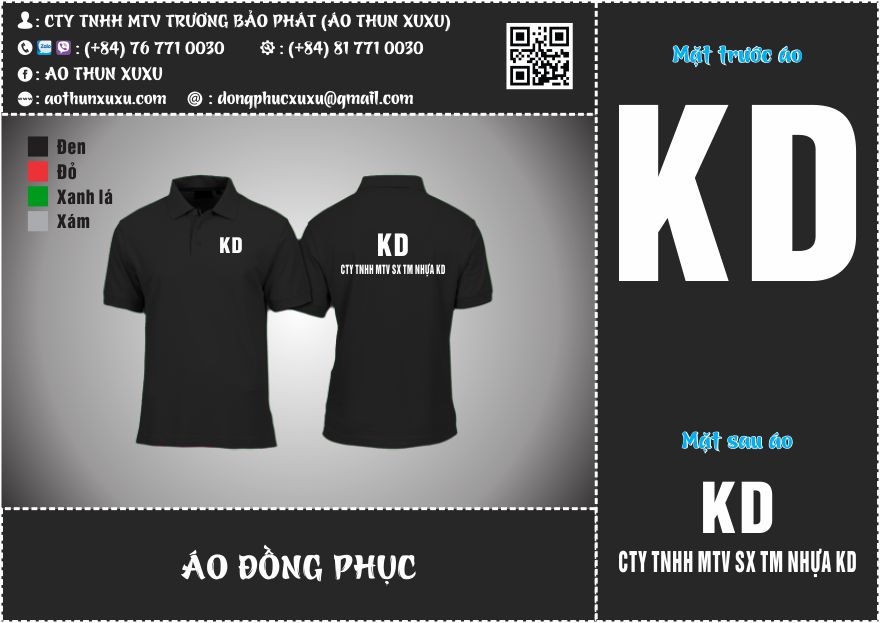 : CTY TNHH MTV TRƯƠNG BẢO PHÁT (ÁO THUN XUXU)
Zalo : (+84) 76 771 0030 : (+84) 81 771 0030
: AO THUN XUXU
www : aothunxuxu.com @ : dongphucxuxu@gmail.com
Đen
Đỏ
Xanh lá
Xám
KD
KD
CTY TNHH MTV SX TM NHỰA KD
ÁO ĐỒNG PHỤC
Mặt trước áo
KD
Mặt sau áo
KD
CTY TNHH MTV SX TM NHỰA KD